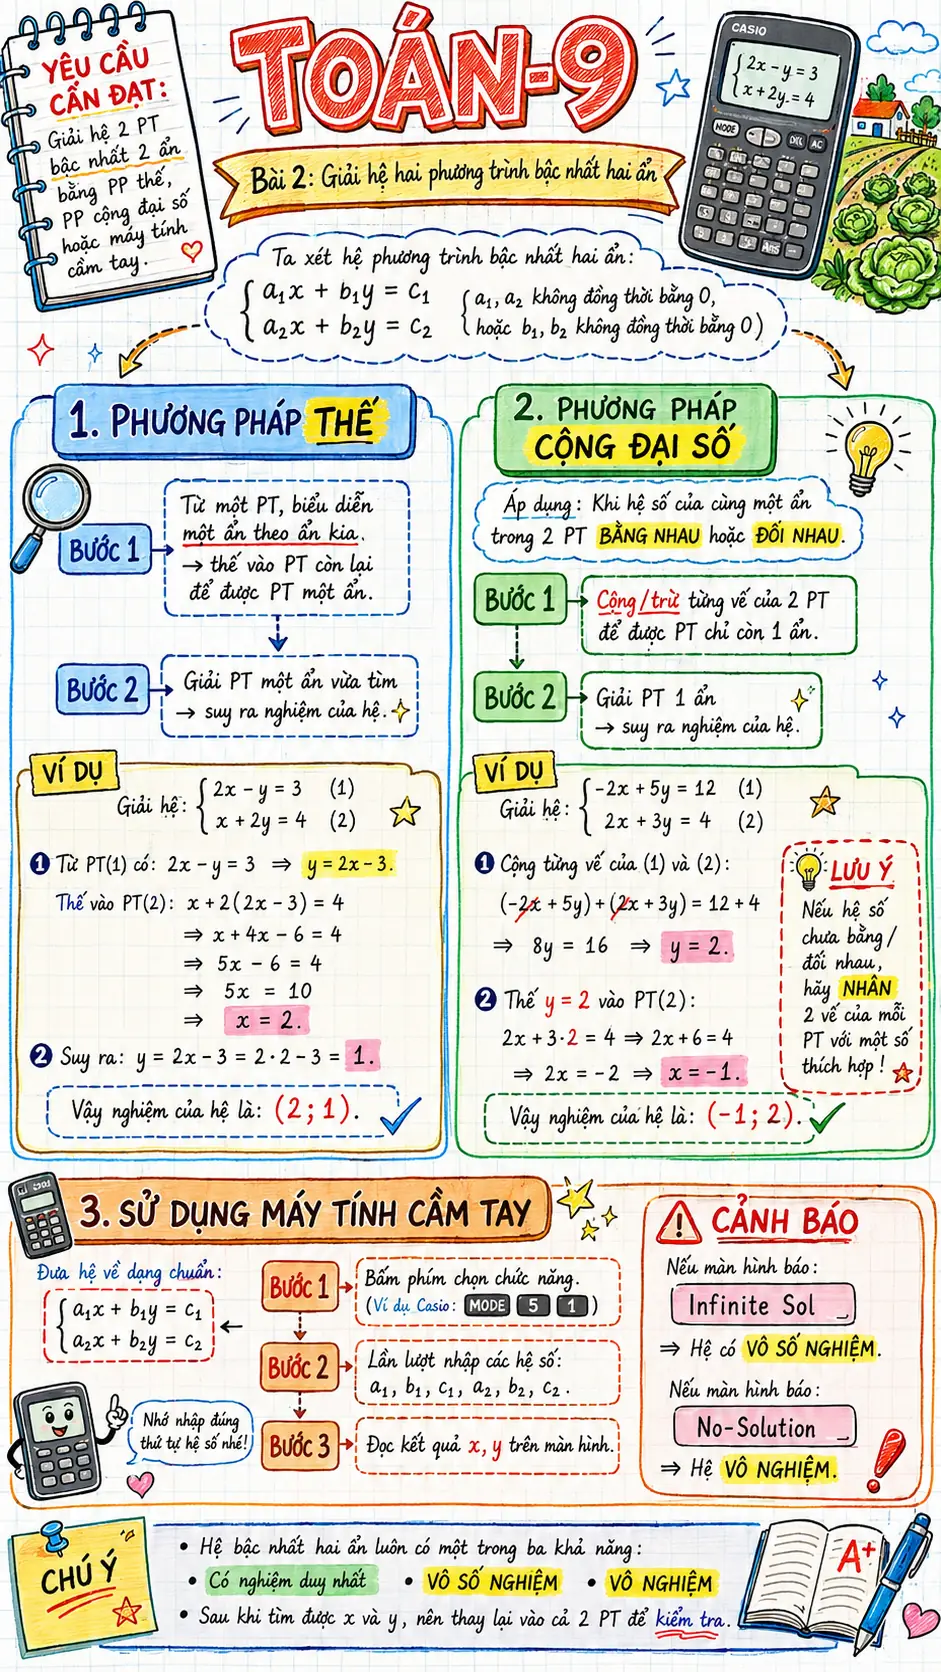 YÊU CẦU
CẦN ĐẠT:
Giải hệ 2 PT
bậc nhất 2 ẩn
bằng PP thế,
PP cộng đại số
hoặc máy tính
cầm tay.
TOÁN-9
Bài 2: Giải hệ hai phương trình bậc nhất hai ẩn
CASIO
2x - y = 3
x + 2y = 4
MODE
DEL
AC
Ans
Ta xét hệ phương trình bậc nhất hai ẩn:
a₁x + b₁y = c₁
a₂x + b₂y = c₂
(a₁, a₂ không đồng thời bằng 0,
hoặc b₁, b₂ không đồng thời bằng 0)
1. PHƯƠNG PHÁP THẾ
Bước 1
Từ một PT, biểu diễn
một ẩn theo ẩn kia.
→ thế vào PT còn lại
để được PT một ẩn.
Bước 2
Giải PT một ẩn vừa tìm
→ suy ra nghiệm của hệ.
VÍ DỤ
Giải hệ: { 2x - y = 3 (1)
x + 2y = 4 (2)
1 Từ PT(1) có: 2x - y = 3 ⇒ y = 2x - 3.
Thế vào PT(2): x + 2(2x - 3) = 4
⇒ x + 4x - 6 = 4
⇒ 5x - 6 = 4
⇒ 5x = 10
⇒ x = 2.
2 Suy ra: y = 2x - 3 = 2·2 - 3 = 1.
Vậy nghiệm của hệ là: (2; 1).
2. PHƯƠNG PHÁP
CỘNG ĐẠI SỐ
Áp dụng: Khi hệ số của cùng một ẩn
trong 2 PT BẰNG NHAU hoặc ĐỐI NHAU.
Bước 1
Cộng/trừ từng vế của 2 PT
để được PT chỉ còn 1 ẩn.
Bước 2
Giải PT 1 ẩn
→ suy ra nghiệm của hệ.
VÍ DỤ
Giải hệ: { -2x + 5y = 12 (1)
2x + 3y = 4 (2)
1 Cộng từng vế của (1) và (2):
(-2x + 5y) + (2x + 3y) = 12 + 4
⇒ 8y = 16 ⇒ y = 2.
2 Thế y = 2 vào PT(2):
2x + 3·2 = 4 ⇒ 2x + 6 = 4
⇒ 2x = -2 ⇒ x = -1.
Vậy nghiệm của hệ là: (-1; 2).
LƯU Ý
Nếu hệ số
chưa bằng/
đối nhau,
hãy NHÂN
2 vế của mỗi
PT với một số
thích hợp!
3. SỬ DỤNG MÁY TÍNH CẦM TAY
Đưa hệ về dạng chuẩn:
a₁x + b₁y = c₁
a₂x + b₂y = c₂
Nhớ nhập đúng
thứ tự hệ số nhé!
Bước 1
Bấm phím chọn chức năng.
(Ví dụ Casio: MODE 5 1)
Bước 2
Lần lượt nhập các hệ số:
a₁, b₁, c₁, a₂, b₂, c₂.
Bước 3
Đọc kết quả x, y trên màn hình.
CẢNH BÁO
Nếu màn hình báo:
Infinite Sol
⇒ Hệ có VÔ SỐ NGHIỆM.
Nếu màn hình báo:
No-Solution
⇒ Hệ VÔ NGHIỆM.
CHÚ Ý
• Hệ bậc nhất hai ẩn luôn có một trong ba khả năng:
• Có nghiệm duy nhất • VÔ SỐ NGHIỆM • VÔ NGHIỆM
• Sau khi tìm được x và y, nên thay lại vào cả 2 PT để kiểm tra.
A+